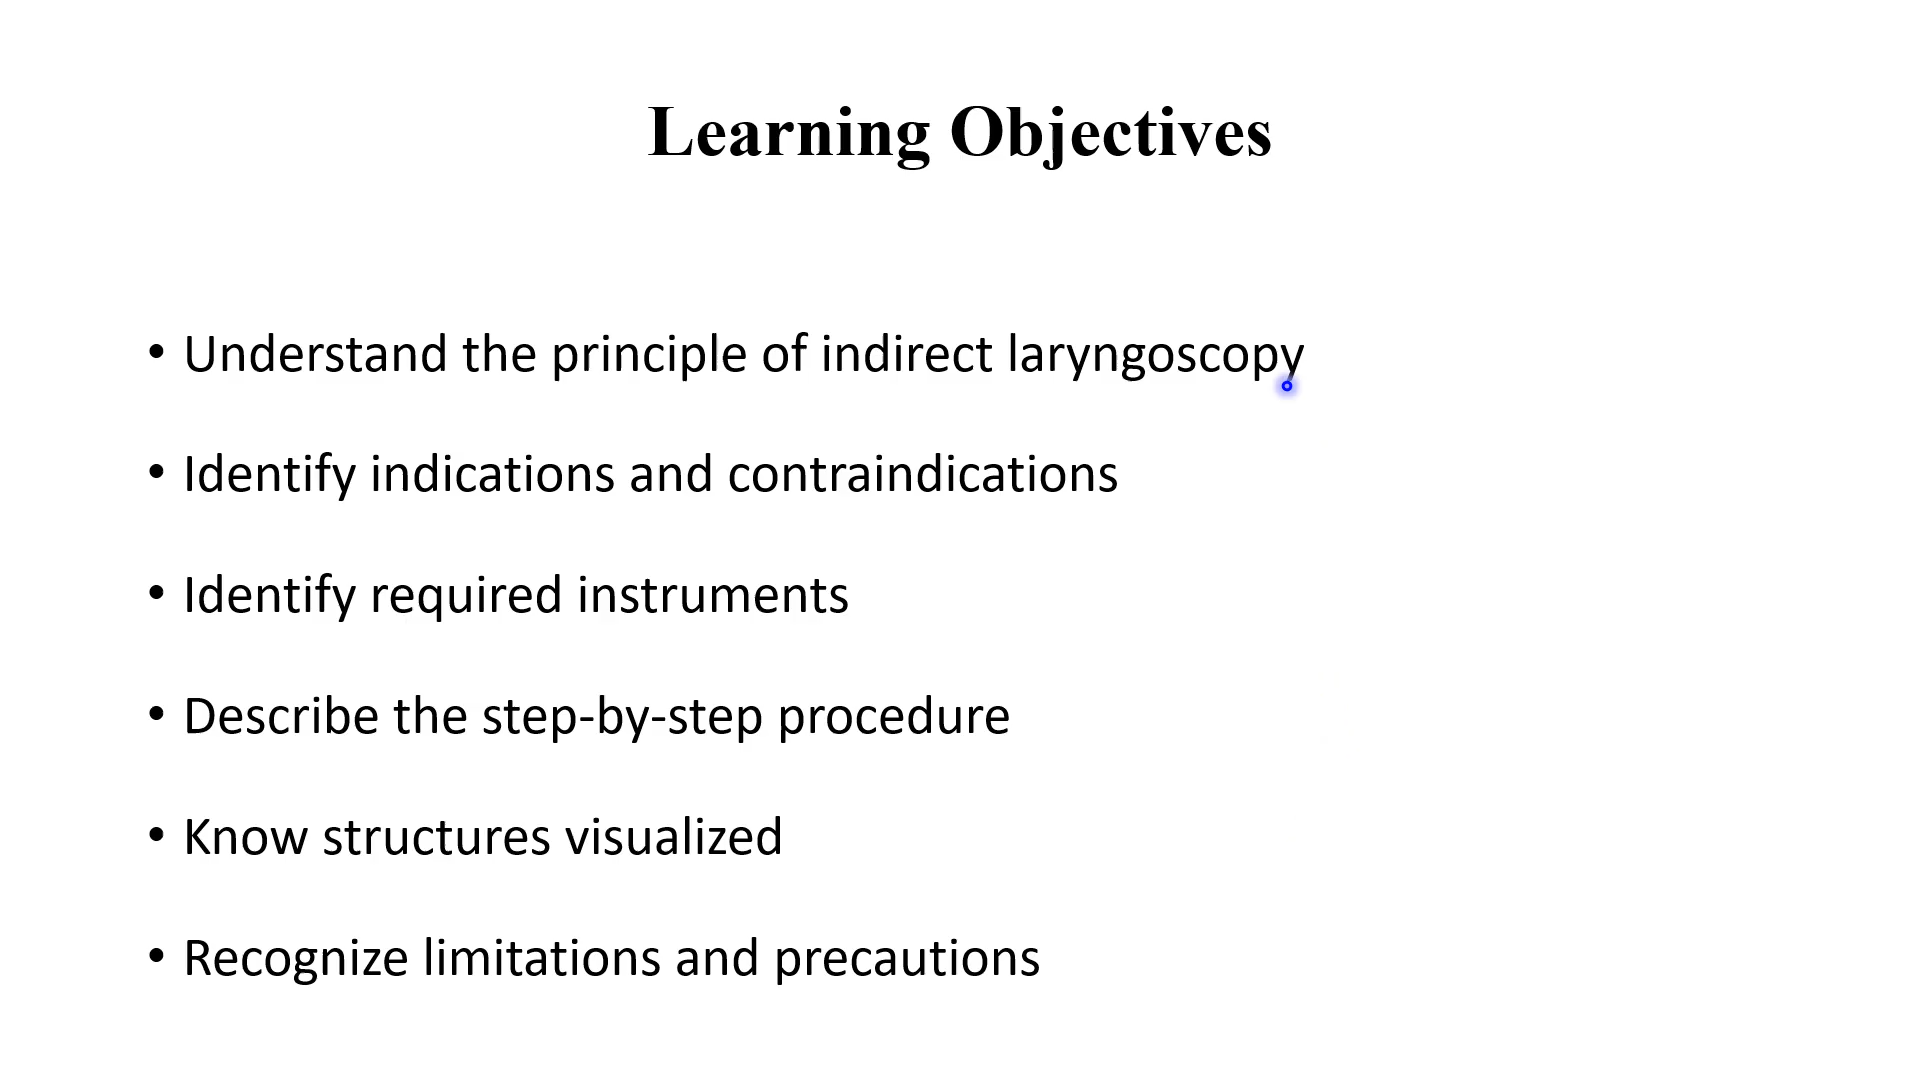 Learning Objectives
• Understand the principle of indirect laryngoscopy
• Identify indications and contraindications
• Identify required instruments
• Describe the step-by-step procedure
• Know structures visualized
• Recognize limitations and precautions